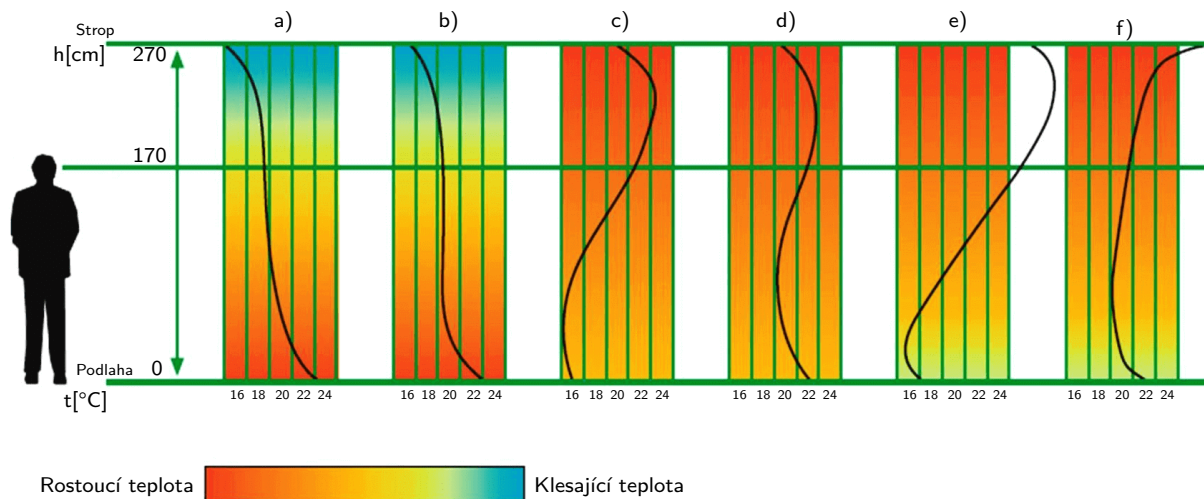 a) b) c) d) e) f)
Strop
h[cm] 270
170
Podlaha 0
t[°C] 16 18 20 22 24 16 18 20 22 24 16 18 20 22 24 16 18 20 22 24 16 18 20 22 24 16 18 20 22 24
Rostoucí teplota Klesající teplota